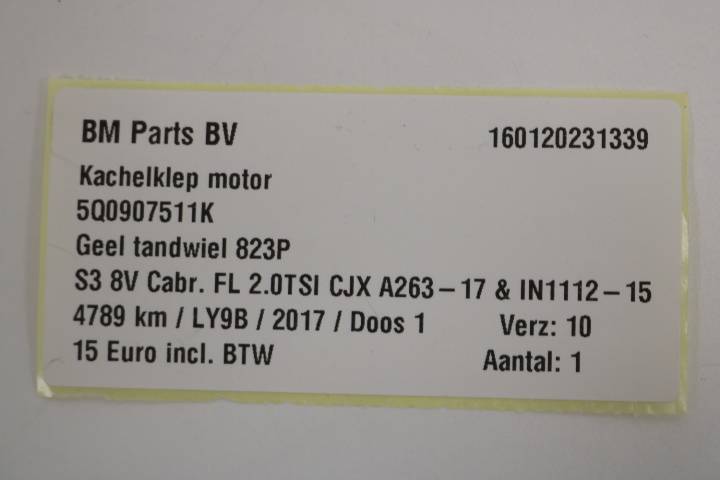 BM Parts BV 160120231339
Kachelklep motor
5Q0907511K
Geel tandwiel 823P
S3 8V Cabr. FL 2.0TSI CJX A263-17 & IN1112-15
4789 km / LY9B / 2017 / Doos 1 Verz: 10
15 Euro incl. BTW Aantal: 1